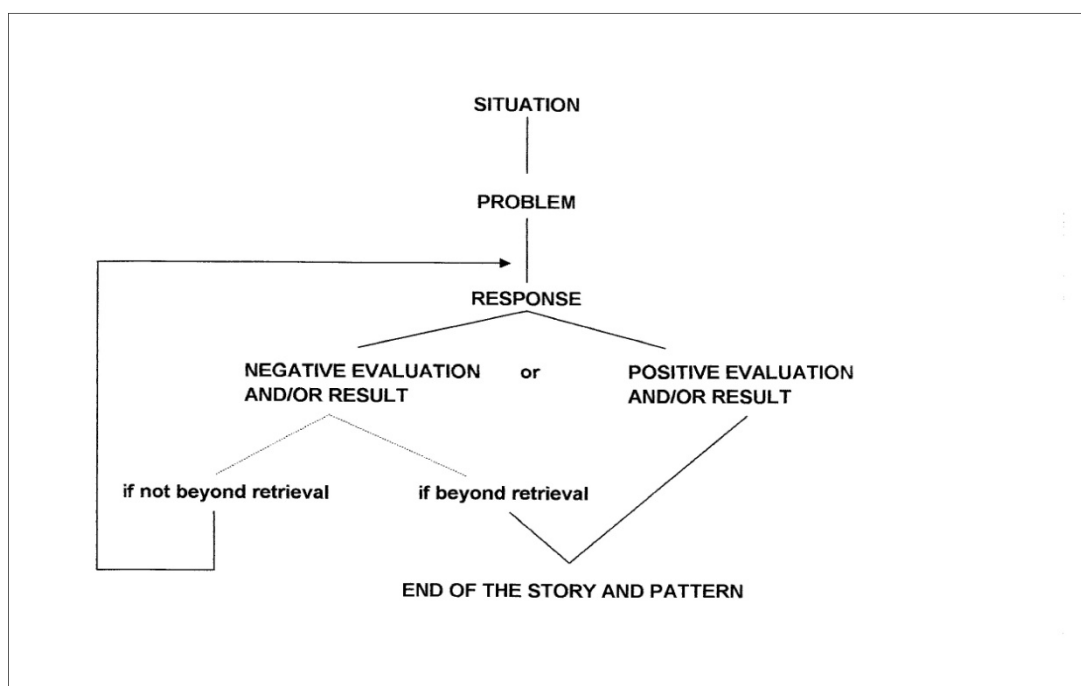 SITUATION
PROBLEM
RESPONSE
NEGATIVE EVALUATION or POSITIVE EVALUATION
AND/OR RESULT AND/OR RESULT
if not beyond retrieval if beyond retrieval
END OF THE STORY AND PATTERN